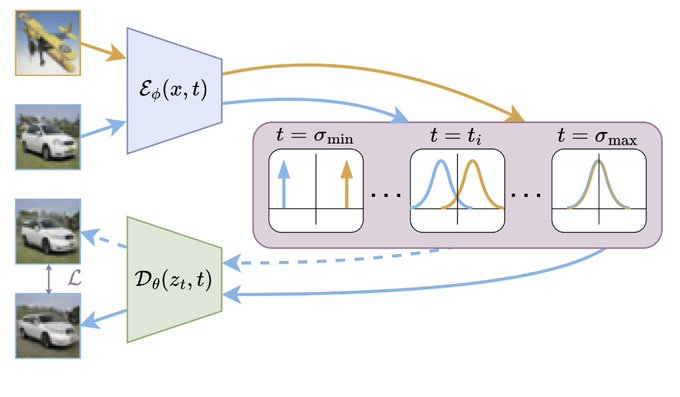 ℰ_ϕ(x, t)
t = σ_min
t = t_i
t = σ_max
...
...
𝒟_θ(z_t, t)
ℒ